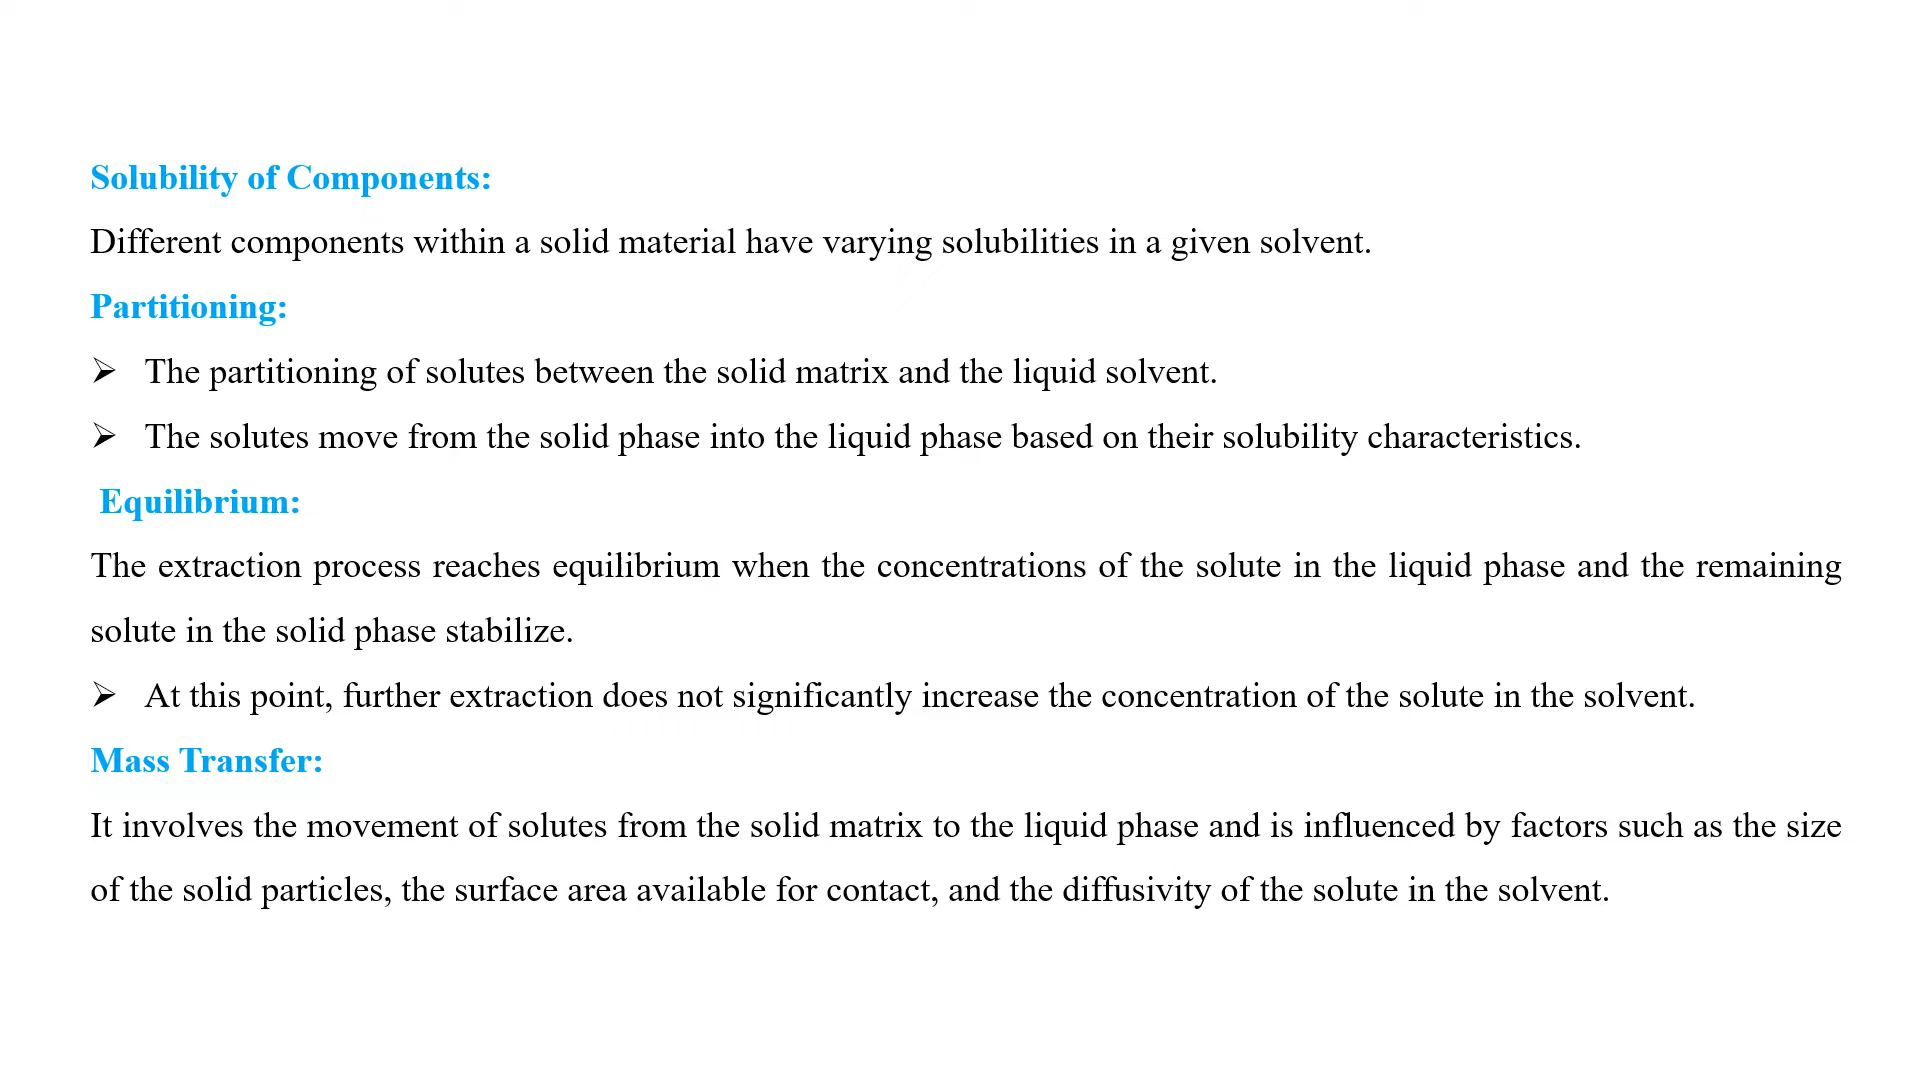 Solubility of Components:
Different components within a solid material have varying solubilities in a given solvent.
Partitioning:
➢ The partitioning of solutes between the solid matrix and the liquid solvent.
➢ The solutes move from the solid phase into the liquid phase based on their solubility characteristics.
Equilibrium:
The extraction process reaches equilibrium when the concentrations of the solute in the liquid phase and the remaining
solute in the solid phase stabilize.
➢ At this point, further extraction does not significantly increase the concentration of the solute in the solvent.
Mass Transfer:
It involves the movement of solutes from the solid matrix to the liquid phase and is influenced by factors such as the size
of the solid particles, the surface area available for contact, and the diffusivity of the solute in the solvent.